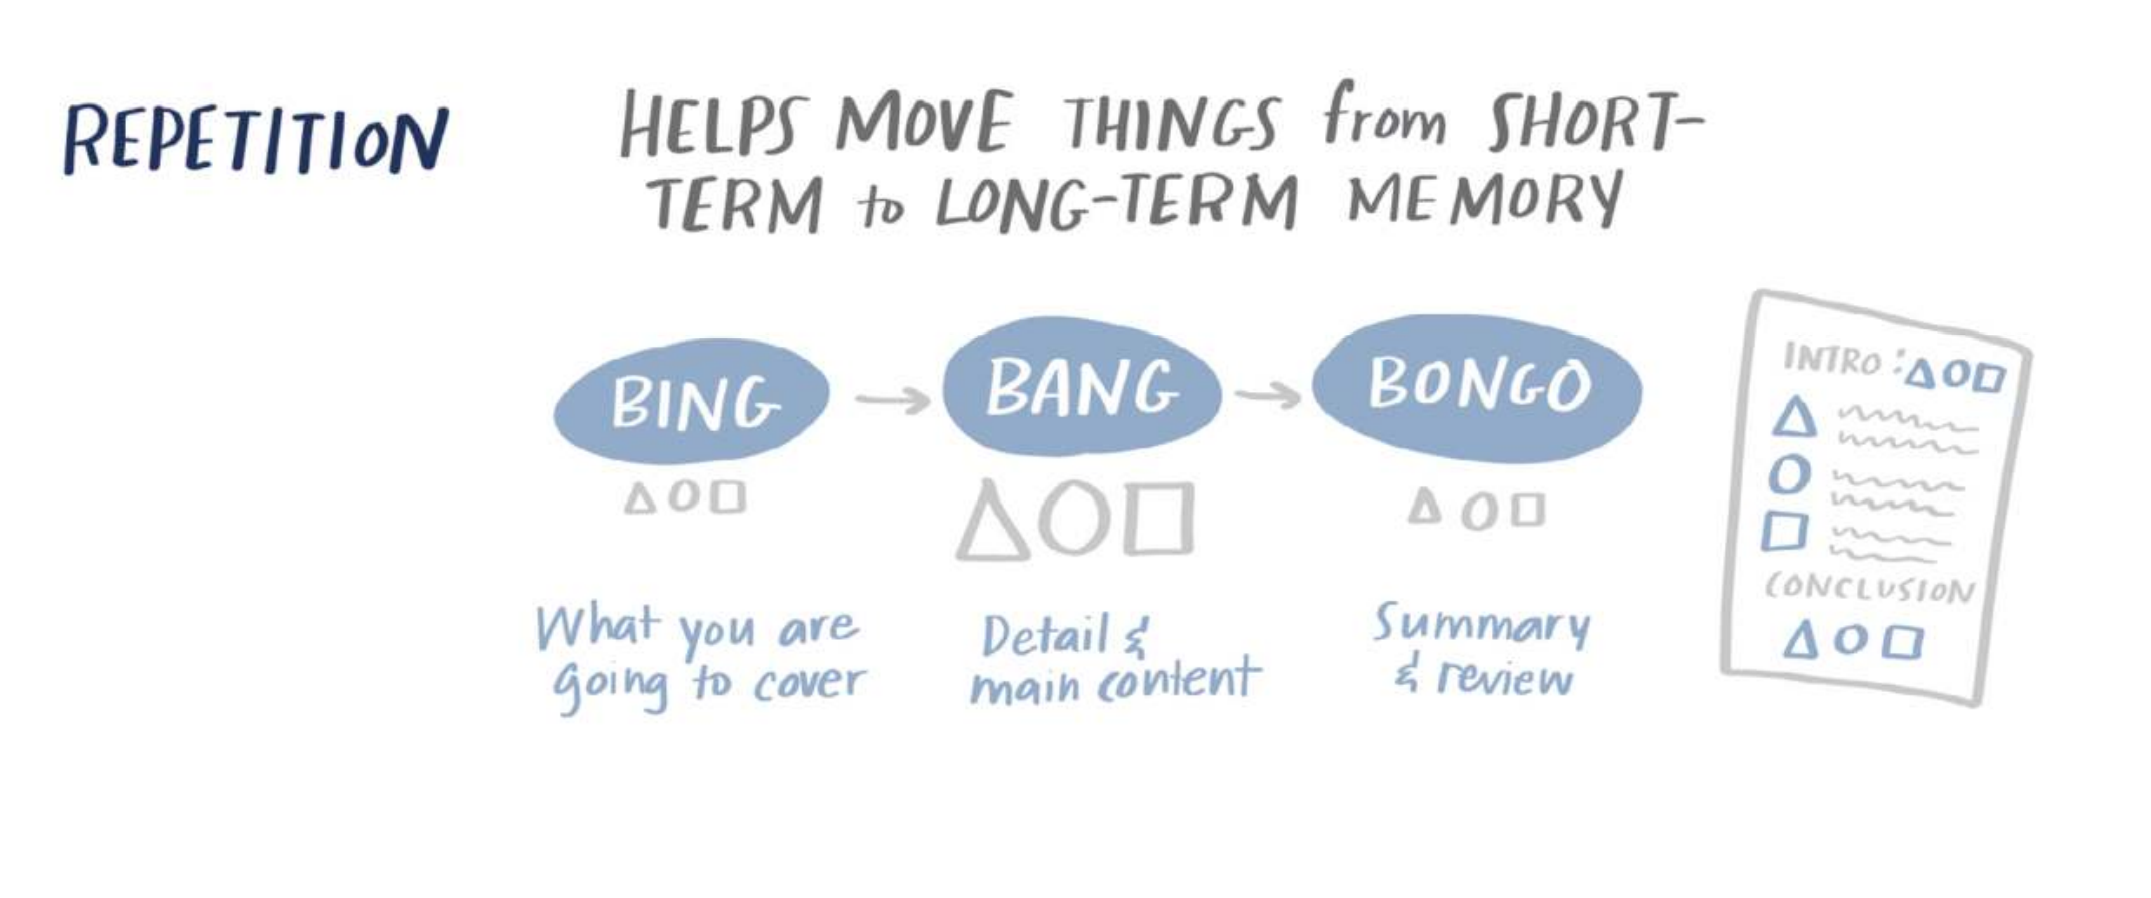 REPETITION
HELPS MOVE THINGS from SHORT-
TERM to LONG-TERM MEMORY
BING
BANG
BONGO
What you are
going to cover
Detail &
main content
Summary
& review
INTRO:
CONCLUSION